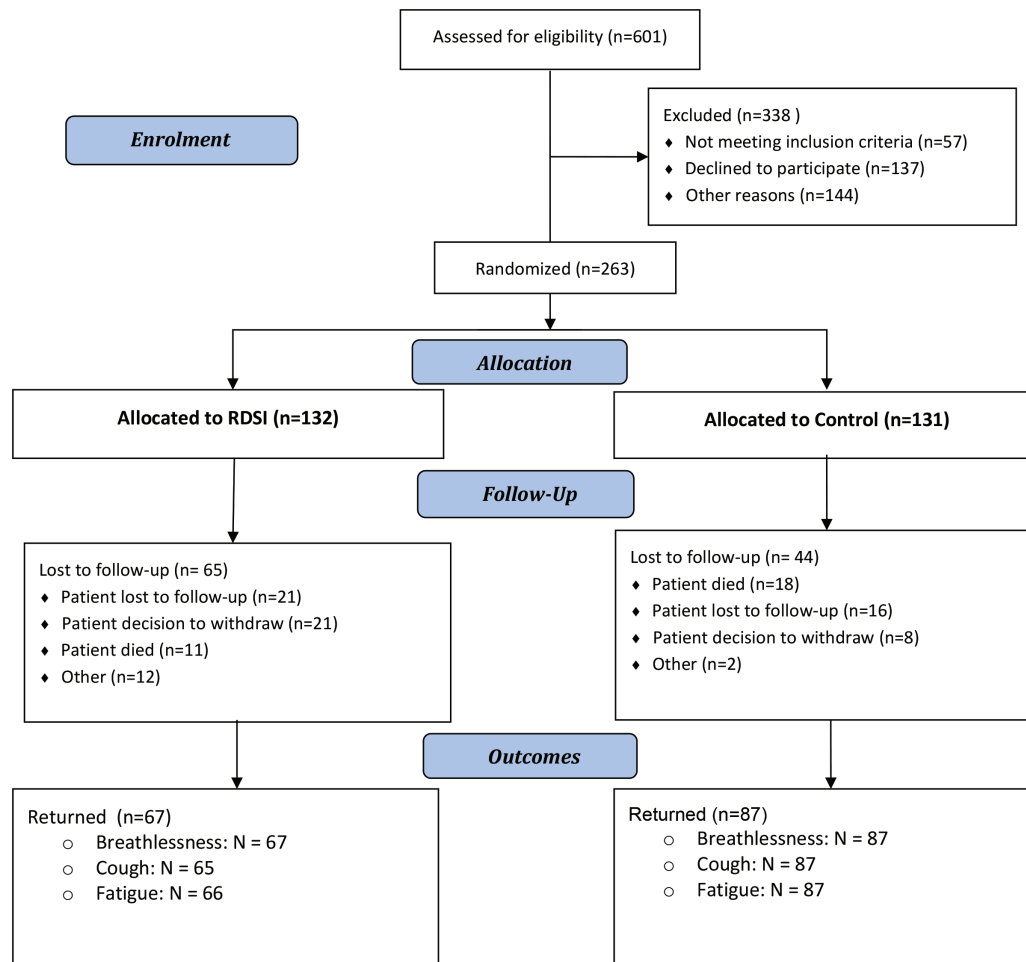 Assessed for eligibility (n=601)
Enrolment
Excluded (n=338 )
♦ Not meeting inclusion criteria (n=57)
♦ Declined to participate (n=137)
♦ Other reasons (n=144)
Randomized (n=263)
Allocation
Allocated to RDSI (n=132)
Allocated to Control (n=131)
Follow-Up
Lost to follow-up (n= 65)
♦ Patient lost to follow-up (n=21)
♦ Patient decision to withdraw (n=21)
♦ Patient died (n=11)
♦ Other (n=12)
Lost to follow-up (n= 44)
♦ Patient died (n=18)
♦ Patient lost to follow-up (n=16)
♦ Patient decision to withdraw (n=8)
♦ Other (n=2)
Outcomes
Returned (n=67)
o Breathlessness: N = 67
o Cough: N = 65
o Fatigue: N = 66
Returned (n=87)
o Breathlessness: N = 87
o Cough: N = 87
o Fatigue: N = 87